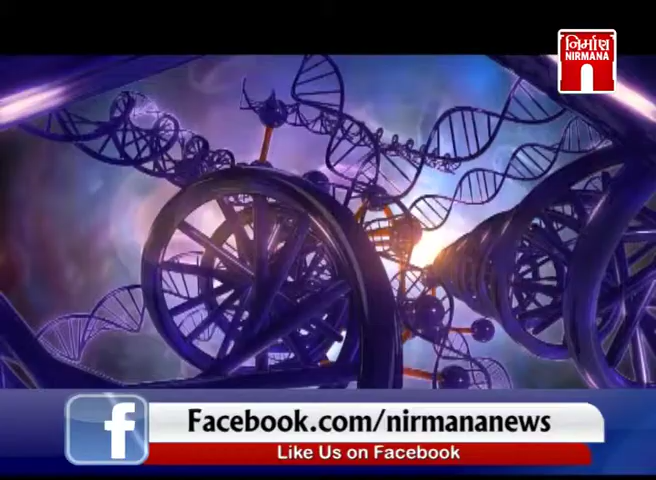 નિર્માણ
NIRMANA
Facebook.com/nirmananews
Like Us on Facebook